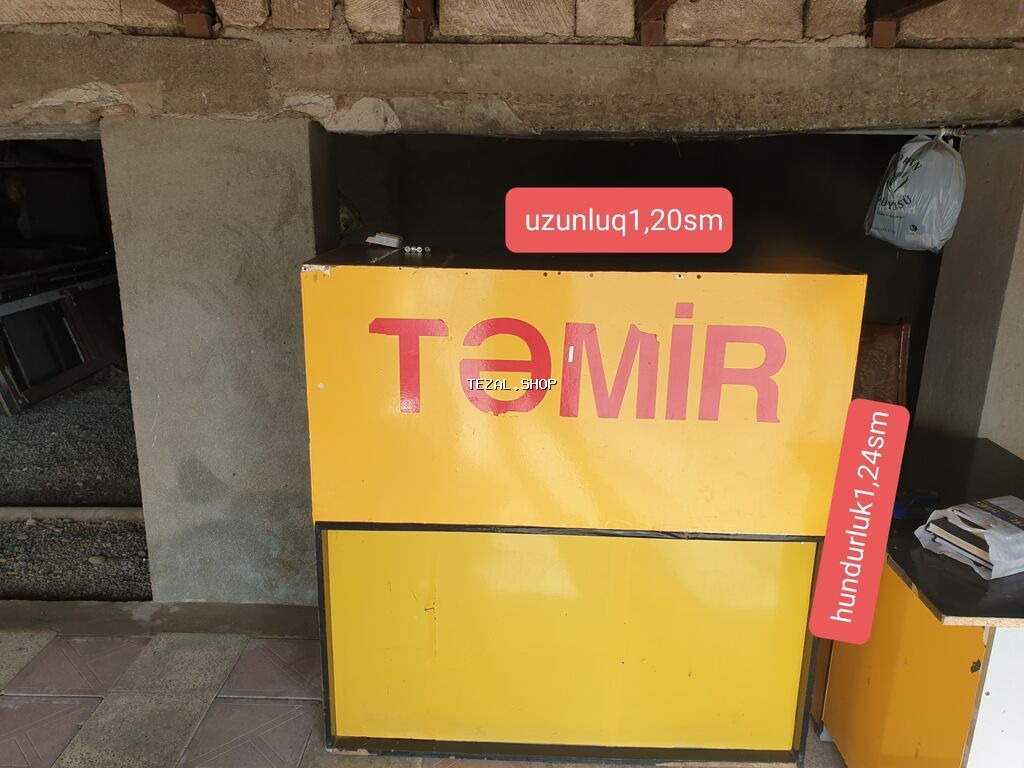 uzunluq1,20sm
TƏMİR
TEZAL.SHOP
hundurluk1,24sm